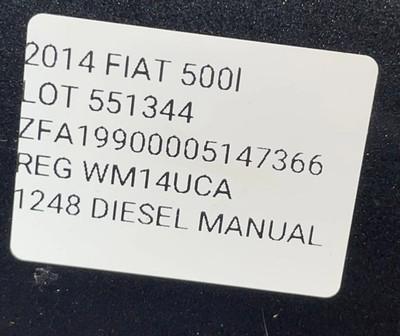 2014 FIAT 500l
LOT 551344
ZFA19900005147366
REG WM14UCA
1248 DIESEL MANUAL